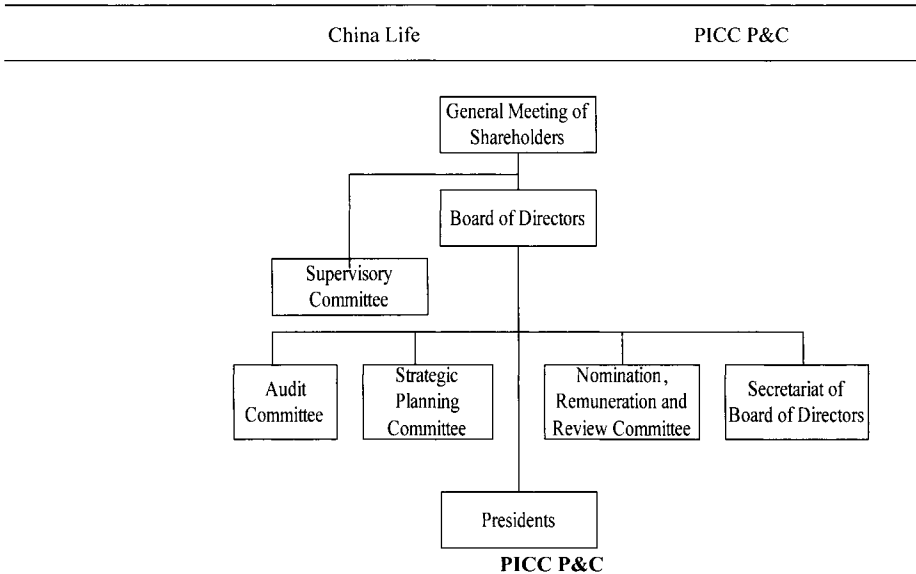 China Life PICC P&C
General Meeting of
Shareholders
Board of Directors
Supervisory
Committee
Audit
Committee
Strategic
Planning
Committee
Nomination,
Remuneration and
Review Committee
Secretariat of
Board of Directors
Presidents
PICC P&C